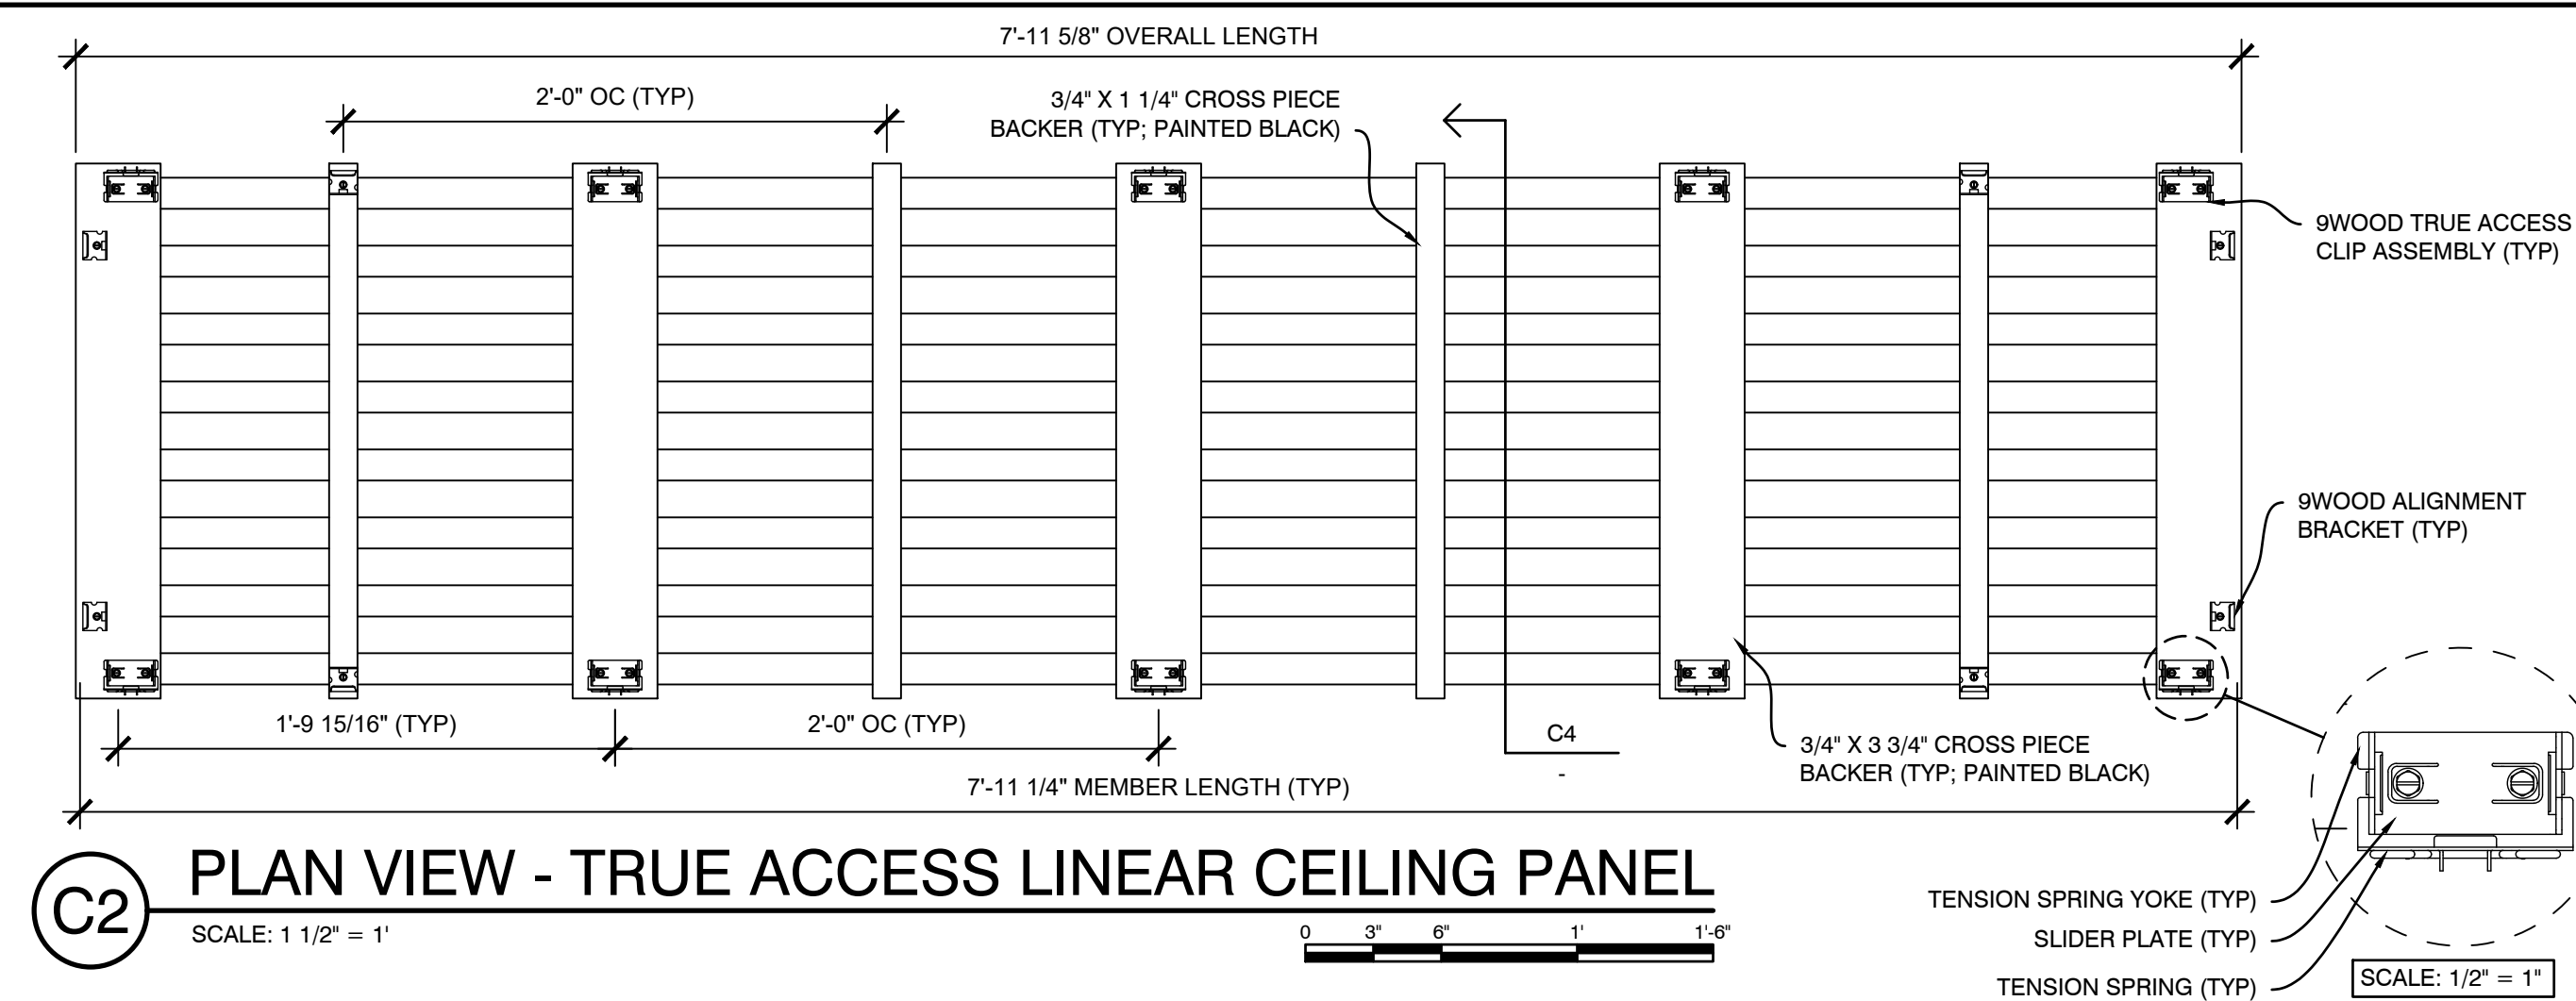 7'-11 5/8" OVERALL LENGTH
2'-0" OC (TYP)
3/4" X 1 1/4" CROSS PIECE
BACKER (TYP; PAINTED BLACK)
9WOOD TRUE ACCESS
CLIP ASSEMBLY (TYP)
9WOOD ALIGNMENT
BRACKET (TYP)
1'-9 15/16" (TYP)
2'-0" OC (TYP)
C4
-
3/4" X 3 3/4" CROSS PIECE
BACKER (TYP; PAINTED BLACK)
7'-11 1/4" MEMBER LENGTH (TYP)
C2
PLAN VIEW - TRUE ACCESS LINEAR CEILING PANEL
SCALE: 1 1/2" = 1'
0 3" 6" 1' 1'-6"
TENSION SPRING YOKE (TYP)
SLIDER PLATE (TYP)
TENSION SPRING (TYP)
SCALE: 1/2" = 1"